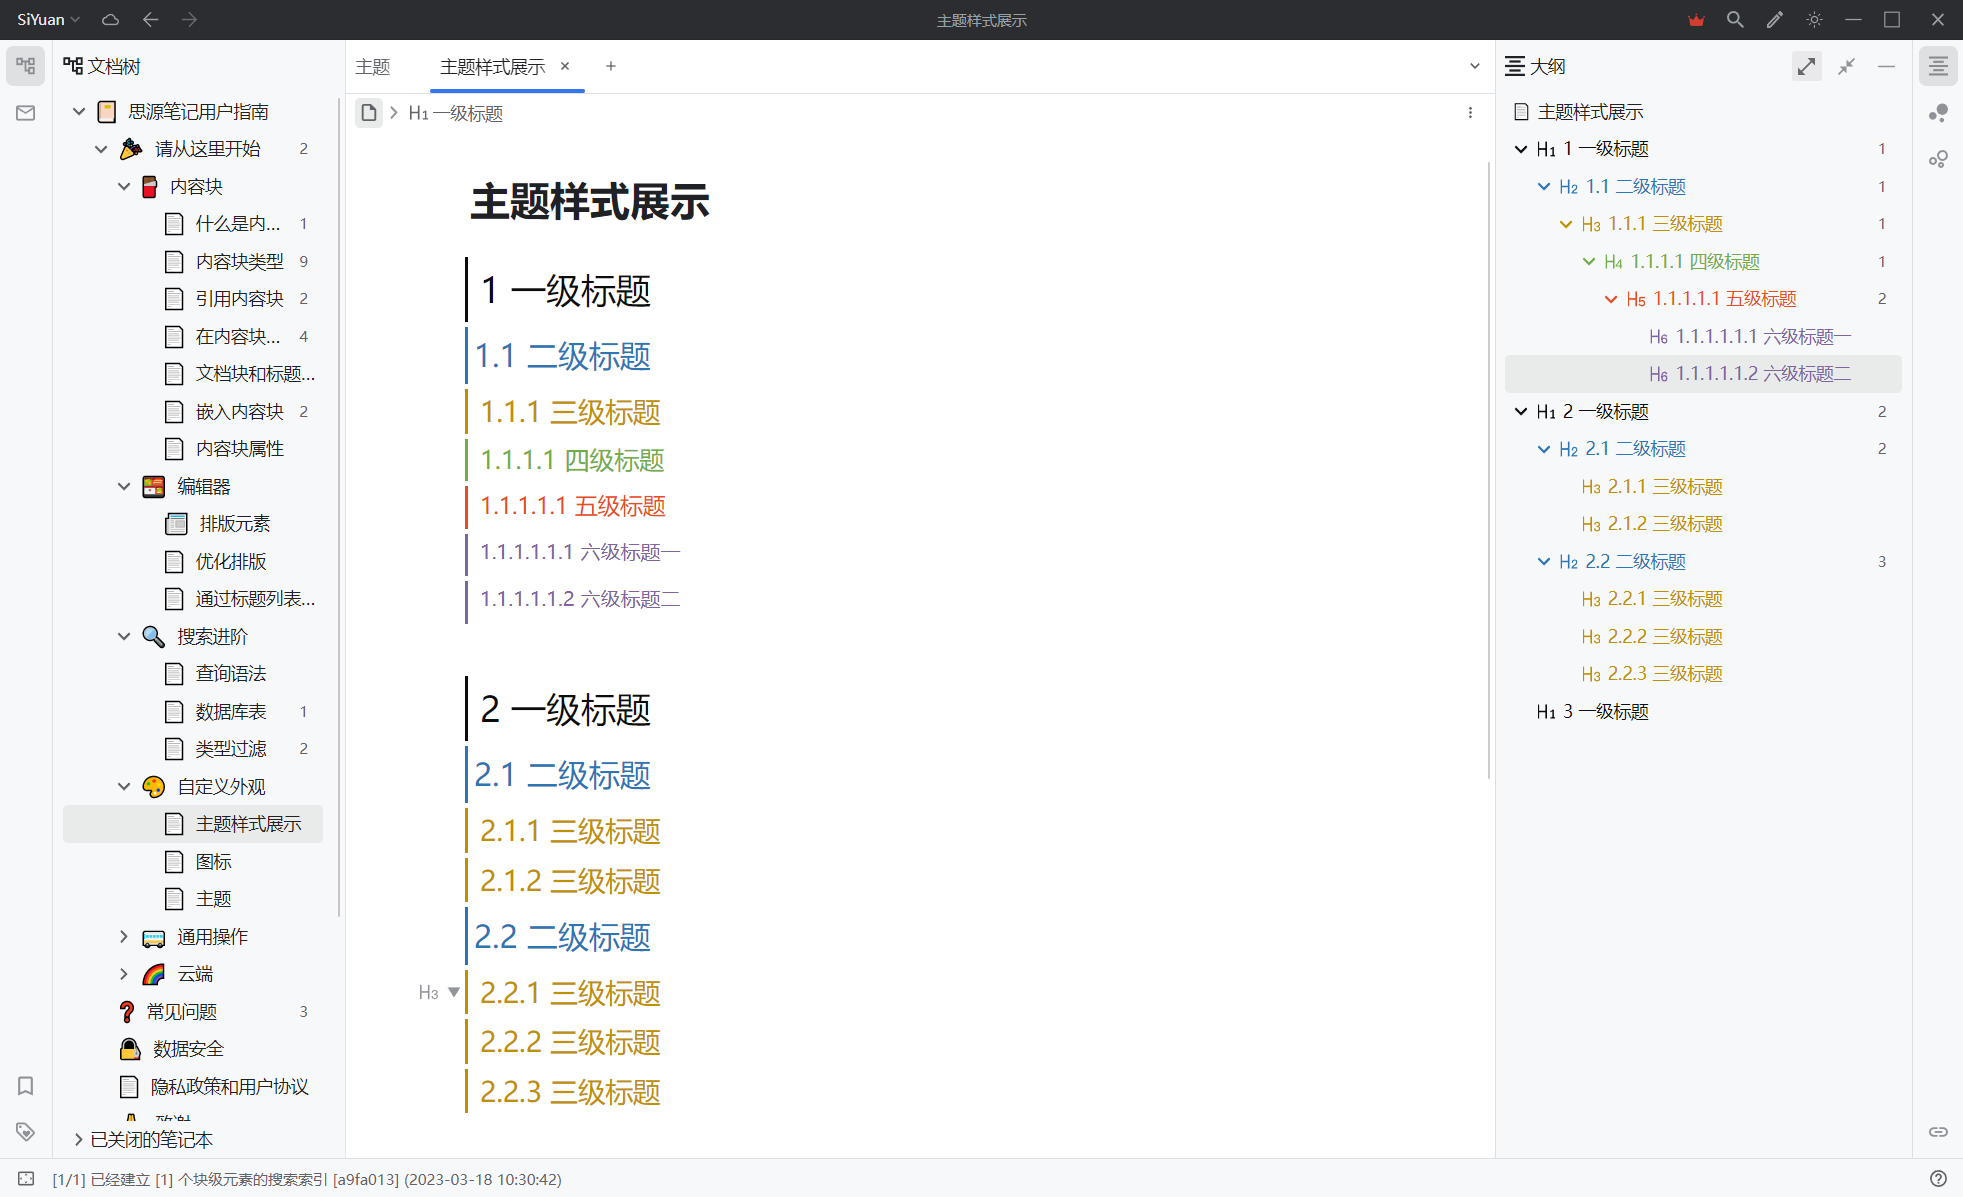 SiYuan
主题样式展示
文档树
思源笔记用户指南
请从这里开始 2
内容块
什么是内... 1
内容块类型 9
引用内容块 2
在内容块... 4
文档块和标题...
嵌入内容块 2
内容块属性
编辑器
排版元素
优化排版
通过标题列表...
搜索进阶
查询语法
数据库表 1
类型过滤 2
自定义外观
主题样式展示
图标
主题
通用操作
云端
常见问题 3
数据安全
隐私政策和用户协议
致谢
已关闭的笔记本
主题
主题样式展示
H1 一级标题
主题样式展示
1 一级标题
1.1 二级标题
1.1.1 三级标题
1.1.1.1 四级标题
1.1.1.1.1 五级标题
1.1.1.1.1.1 六级标题一
1.1.1.1.1.2 六级标题二
2 一级标题
2.1 二级标题
2.1.1 三级标题
2.1.2 三级标题
2.2 二级标题
H3 2.2.1 三级标题
2.2.2 三级标题
2.2.3 三级标题
大纲
主题样式展示
H1 1 一级标题 1
H2 1.1 二级标题 1
H3 1.1.1 三级标题 1
H4 1.1.1.1 四级标题 1
H5 1.1.1.1.1 五级标题 2
H6 1.1.1.1.1.1 六级标题一
H6 1.1.1.1.1.2 六级标题二
H1 2 一级标题 2
H2 2.1 二级标题 2
H3 2.1.1 三级标题
H3 2.1.2 三级标题
H2 2.2 二级标题 3
H3 2.2.1 三级标题
H3 2.2.2 三级标题
H3 2.2.3 三级标题
H1 3 一级标题
[1/1] 已经建立 [1] 个块级元素的搜索索引 [a9fa013] (2023-03-18 10:30:42)